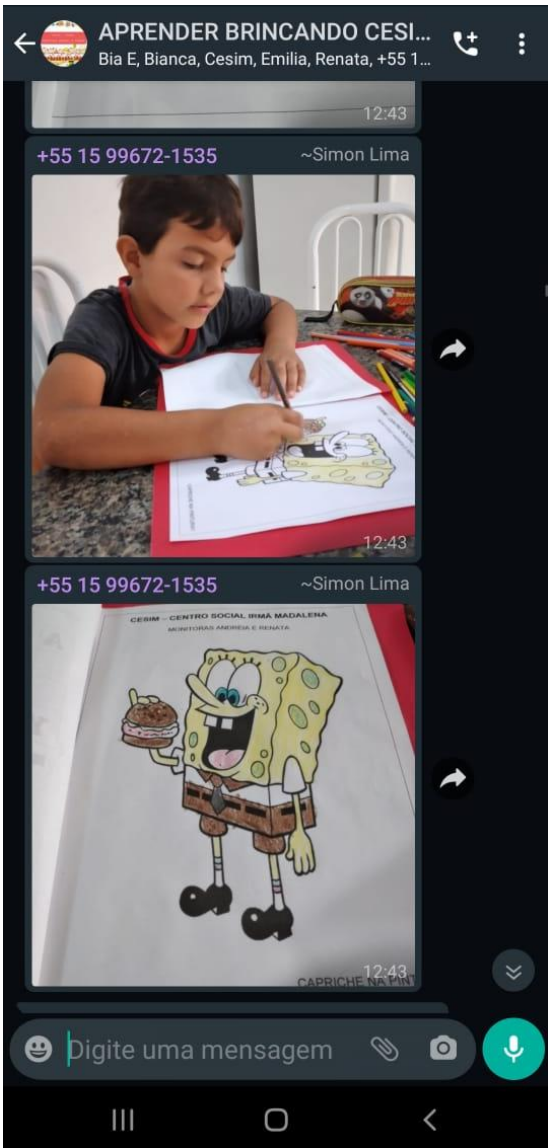 APRENDER BRINCANDO CESI...
Bia E, Bianca, Cesim, Emilia, Renata, +55 1...
12:43
+55 15 99672-1535 ~Simon Lima
12:43
+55 15 99672-1535 ~Simon Lima
CESIM – CENTRO SOCIAL IRMÃ MADALENA
MONITORAS ANDRÉIA E RENATA
CAPRICHE NA PINT
12:43
Digite uma mensagem